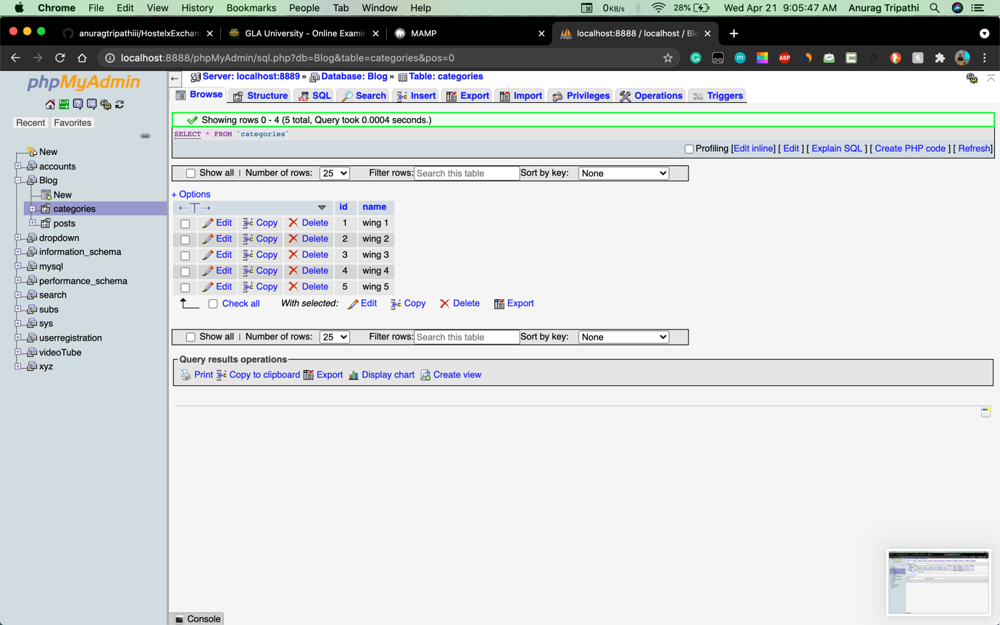 Chrome File Edit View History Bookmarks People Tab Window Help 0KB/s 28% Wed Apr 21 9:05:47 AM Anurag Tripathi
anuragtripathiii/HostelxExchan GLA University - Online Examin MAMP localhost:8888 / localhost / Blo
localhost:8888/phpMyAdmin/sql.php?db=Blog&table=categories&pos=0
phpMyAdmin
Recent Favorites
New
accounts
Blog
New
categories
posts
dropdown
information_schema
mysql
performance_schema
search
subs
sys
userregistration
videoTube
xyz
Server: localhost:8889 » Database: Blog » Table: categories
Browse Structure SQL Search Insert Export Import Privileges Operations Triggers
Showing rows 0 - 4 (5 total, Query took 0.0004 seconds.)
SELECT * FROM `categories`
Profiling [Edit inline] [ Edit ] [ Explain SQL ] [ Create PHP code ] [ Refresh]
Show all | Number of rows: 25 Filter rows: Search this table Sort by key: None
+ Options
id name
Edit Copy Delete 1 wing 1
Edit Copy Delete 2 wing 2
Edit Copy Delete 3 wing 3
Edit Copy Delete 4 wing 4
Edit Copy Delete 5 wing 5
Check all With selected: Edit Copy Delete Export
Show all | Number of rows: 25 Filter rows: Search this table Sort by key: None
Query results operations
Print Copy to clipboard Export Display chart Create view
Console